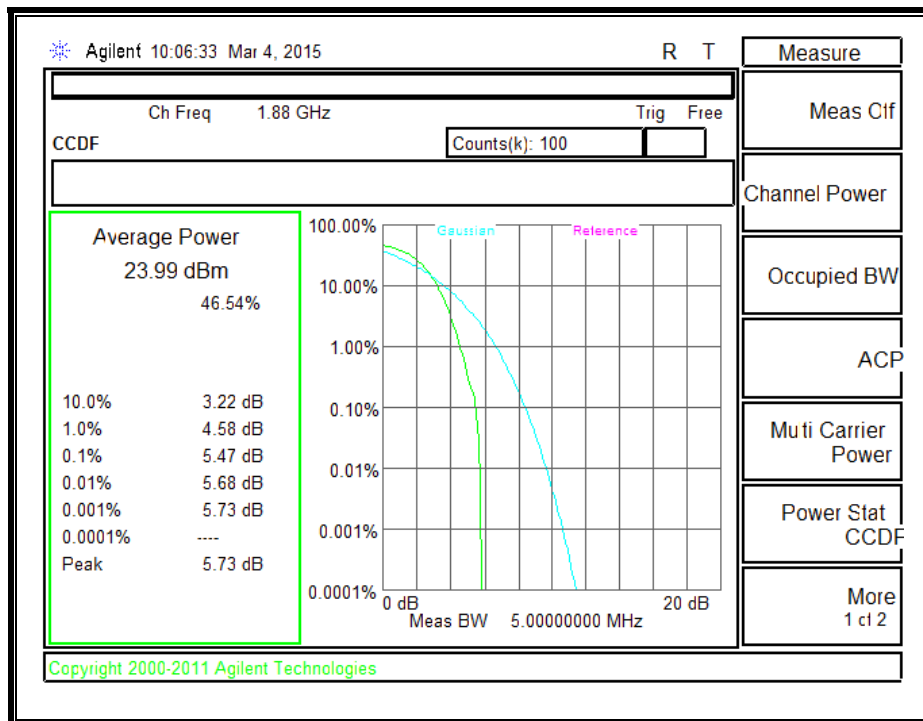 Agilent 10:06:33 Mar 4, 2015 R T
Ch Freq 1.88 GHz Trig Free
CCDF Counts(k): 100
Average Power
23.99 dBm
46.54%
10.0% 3.22 dB
1.0% 4.58 dB
0.1% 5.47 dB
0.01% 5.68 dB
0.001% 5.73 dB
0.0001% ----
Peak 5.73 dB
Gaussian Reference
100.00%
10.00%
1.00%
0.10%
0.01%
0.001%
0.0001%
0 dB 20 dB
Meas BW 5.00000000 MHz
Measure
Meas Off
Channel Power
Occupied BW
ACP
Multi Carrier
Power
Power Stat
CCDF
More
1 of 2
Copyright 2000-2011 Agilent Technologies